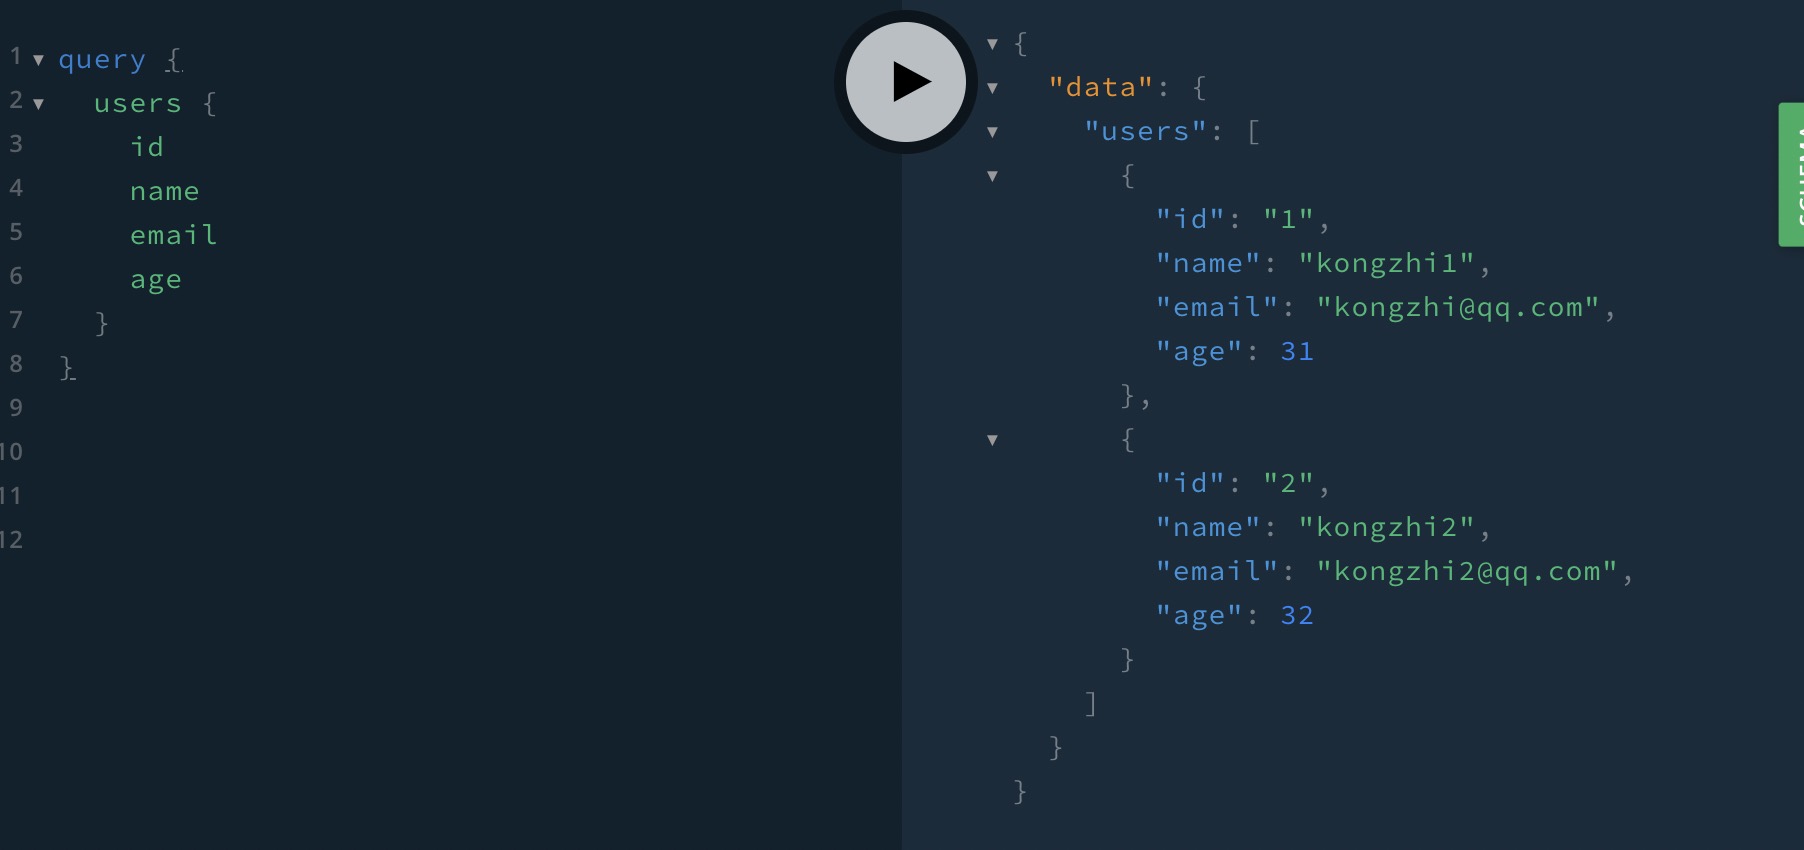 1 query {
2   users {
3     id
4     name
5     email
6     age
7   }
8 }
9
10
11
12
{
  "data": {
    "users": [
      {
        "id": "1",
        "name": "kongzhi1",
        "email": "kongzhi@qq.com",
        "age": 31
      },
      {
        "id": "2",
        "name": "kongzhi2",
        "email": "kongzhi2@qq.com",
        "age": 32
      }
    ]
  }
}
SCHEMA